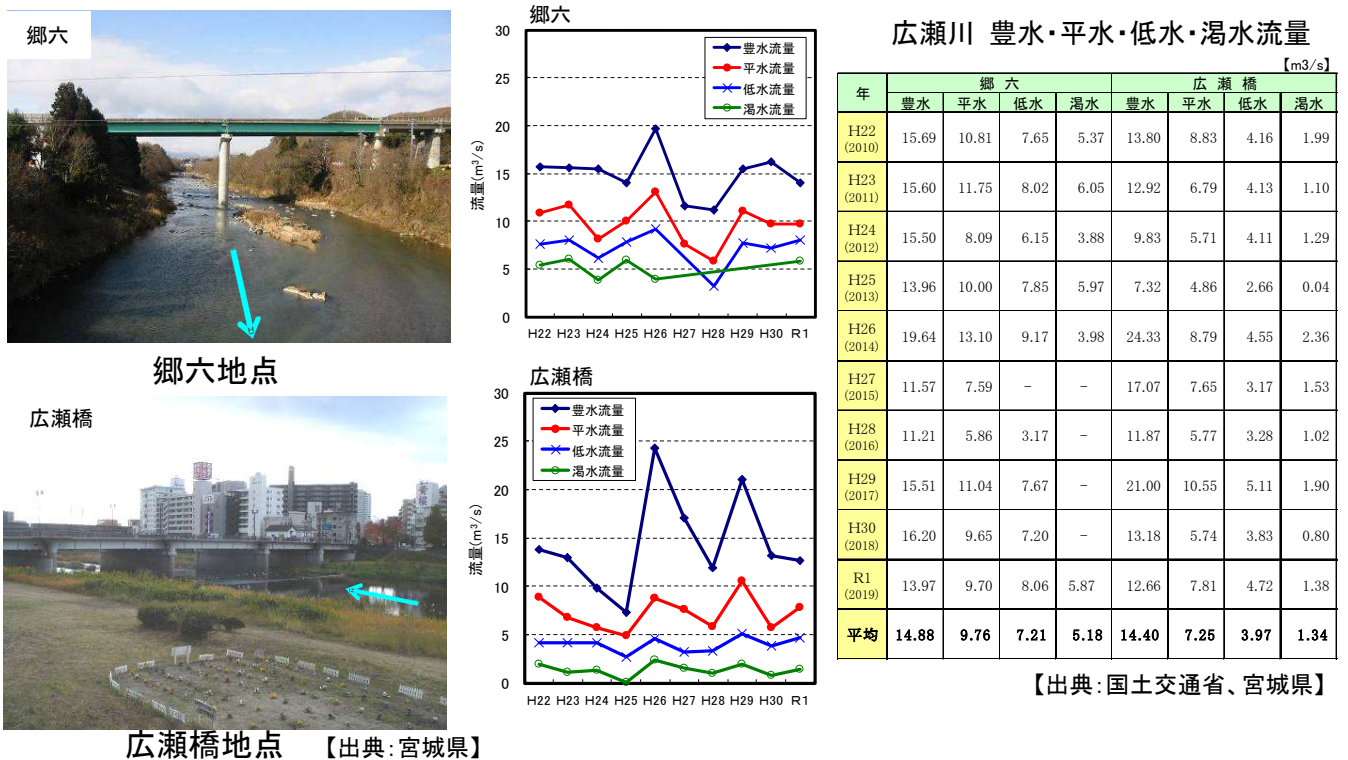 郷六
郷六地点
広瀬橋
広瀬橋地点 【出典:宮城県】
郷六
流量(m³/s)
30
25
20
15
10
5
0
豊水流量
平水流量
低水流量
渇水流量
H22 H23 H24 H25 H26 H27 H28 H29 H30 R1
広瀬橋
流量(m³/s)
30
25
20
15
10
5
0
豊水流量
平水流量
低水流量
渇水流量
H22 H23 H24 H25 H26 H27 H28 H29 H30 R1
広瀬川 豊水・平水・低水・渇水流量
【m3/s】
年 郷六 広瀬橋
豊水 平水 低水 渇水 豊水 平水 低水 渇水
H22 (2010) 15.69 10.81 7.65 5.37 13.80 8.83 4.16 1.99
H23 (2011) 15.60 11.75 8.02 6.05 12.92 6.79 4.13 1.10
H24 (2012) 15.50 8.09 6.15 3.88 9.83 5.71 4.11 1.29
H25 (2013) 13.96 10.00 7.85 5.97 7.32 4.86 2.66 0.04
H26 (2014) 19.64 13.10 9.17 3.98 24.33 8.79 4.55 2.36
H27 (2015) 11.57 7.59 － － 17.07 7.65 3.17 1.53
H28 (2016) 11.21 5.86 3.17 － 11.87 5.77 3.28 1.02
H29 (2017) 15.51 11.04 7.67 － 21.00 10.55 5.11 1.90
H30 (2018) 16.20 9.65 7.20 － 13.18 5.74 3.83 0.80
R1 (2019) 13.97 9.70 8.06 5.87 12.66 7.81 4.72 1.38
平均 14.88 9.76 7.21 5.18 14.40 7.25 3.97 1.34
【出典:国土交通省、宮城県】